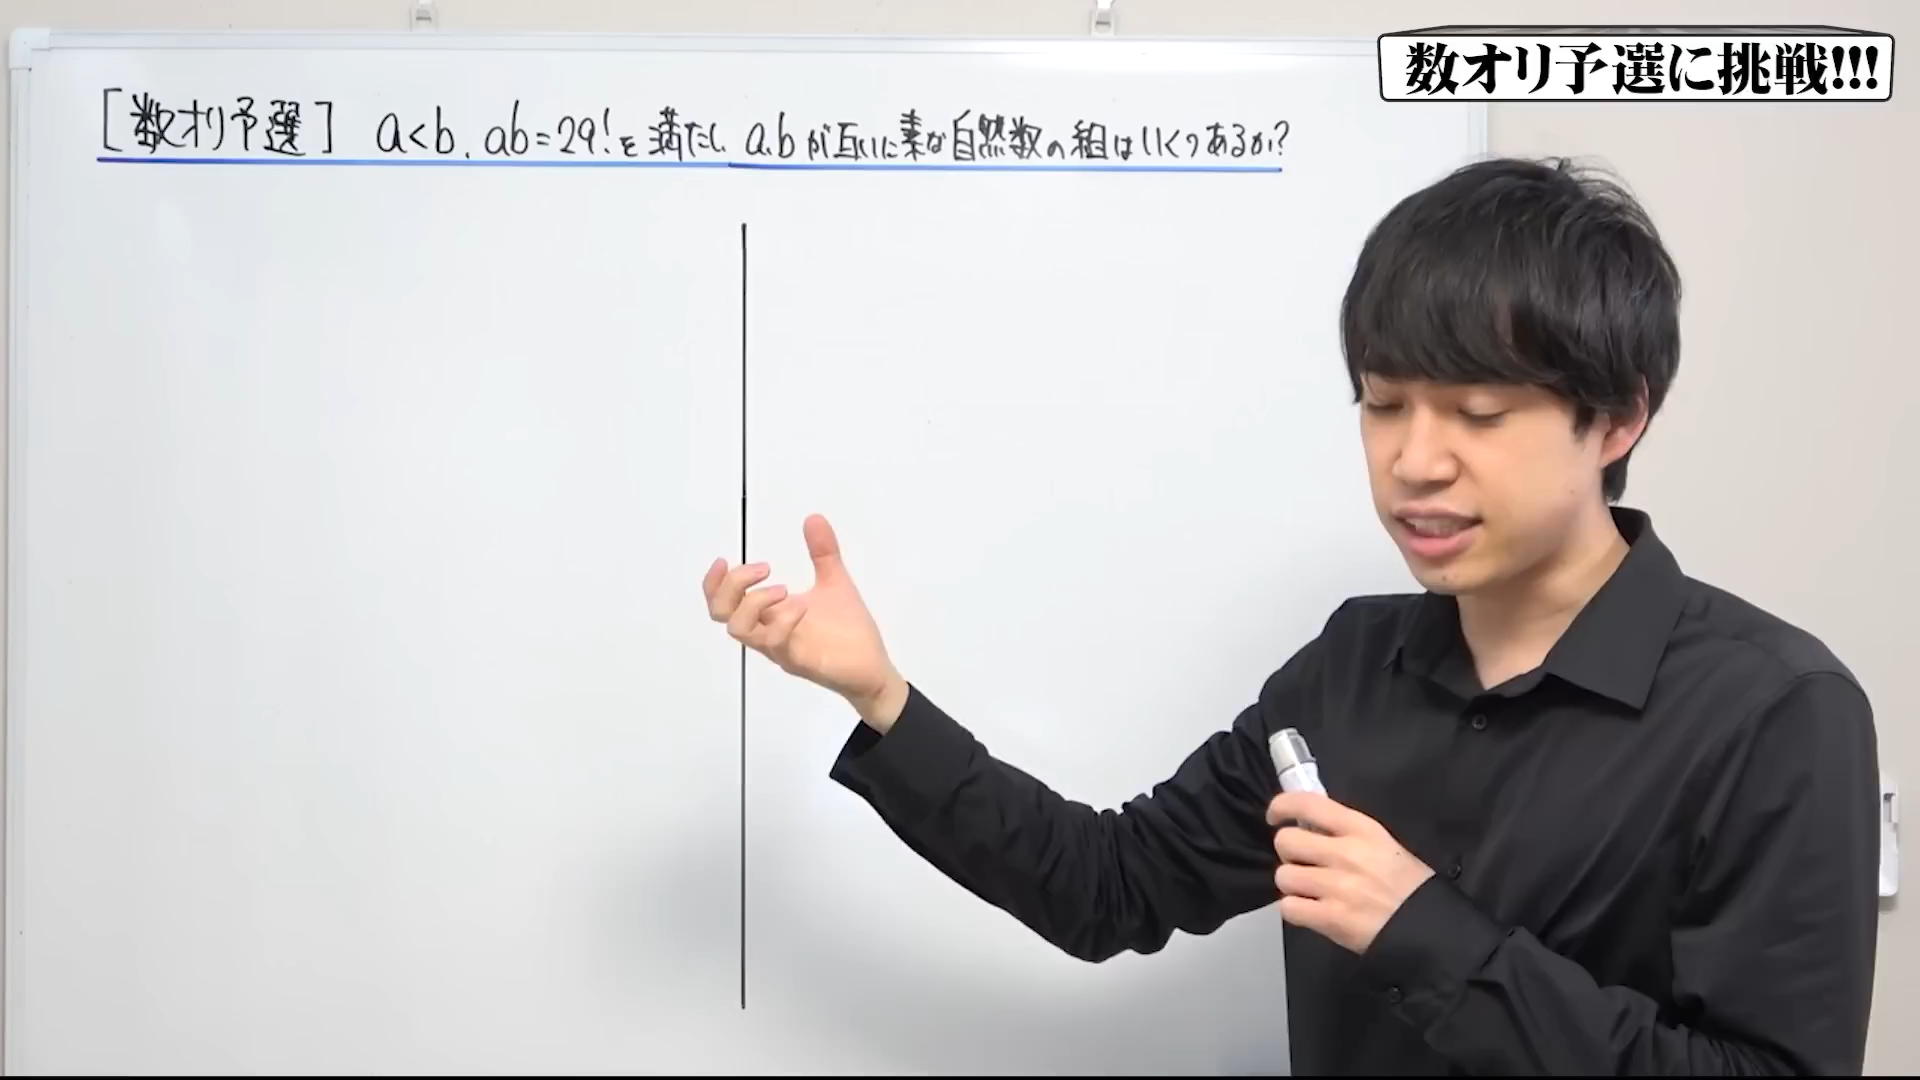 数オリ予選に挑戦!!!
[数オリ予選] a<b, ab=29!を満たし, a,bが互いに素な自然数の組はいくつあるか?